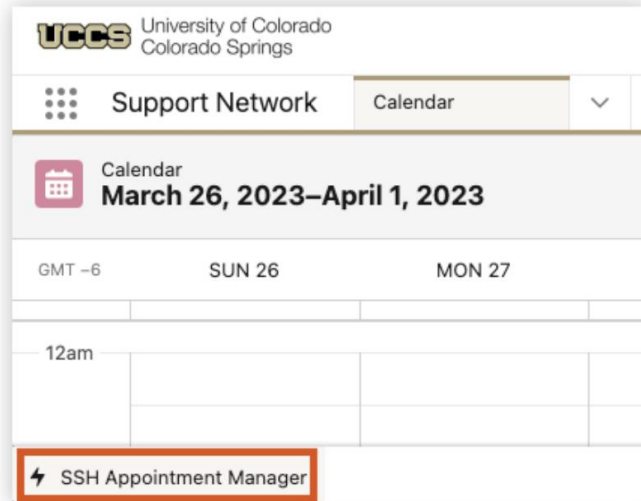 UCCS University of Colorado
Colorado Springs
Support Network Calendar
Calendar
March 26, 2023–April 1, 2023
GMT −6 SUN 26 MON 27
12am
SSH Appointment Manager